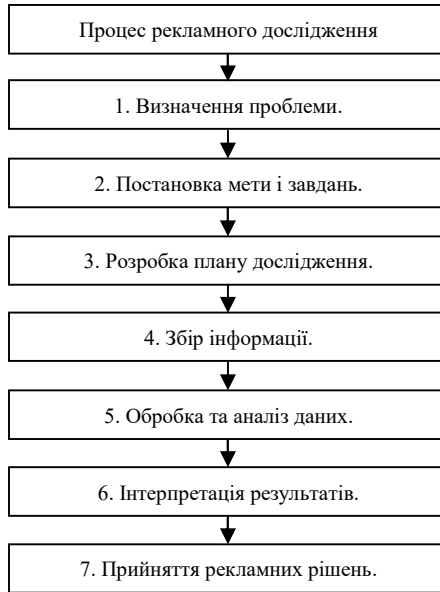 Процес рекламного дослідження
1. Визначення проблеми.
2. Постановка мети і завдань.
3. Розробка плану дослідження.
4. Збір інформації.
5. Обробка та аналіз даних.
6. Інтерпретація результатів.
7. Прийняття рекламних рішень.